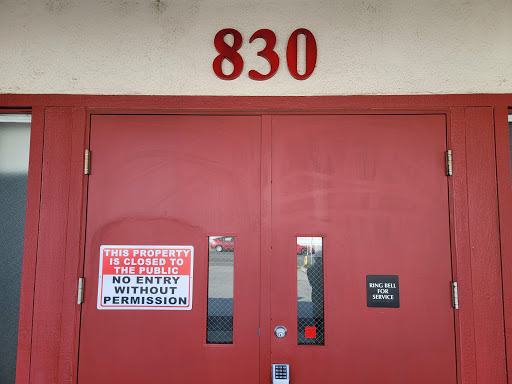 830
THIS PROPERTY
IS CLOSED TO
THE PUBLIC
NO ENTRY
WITHOUT
PERMISSION
RING BELL
FOR
SERVICE